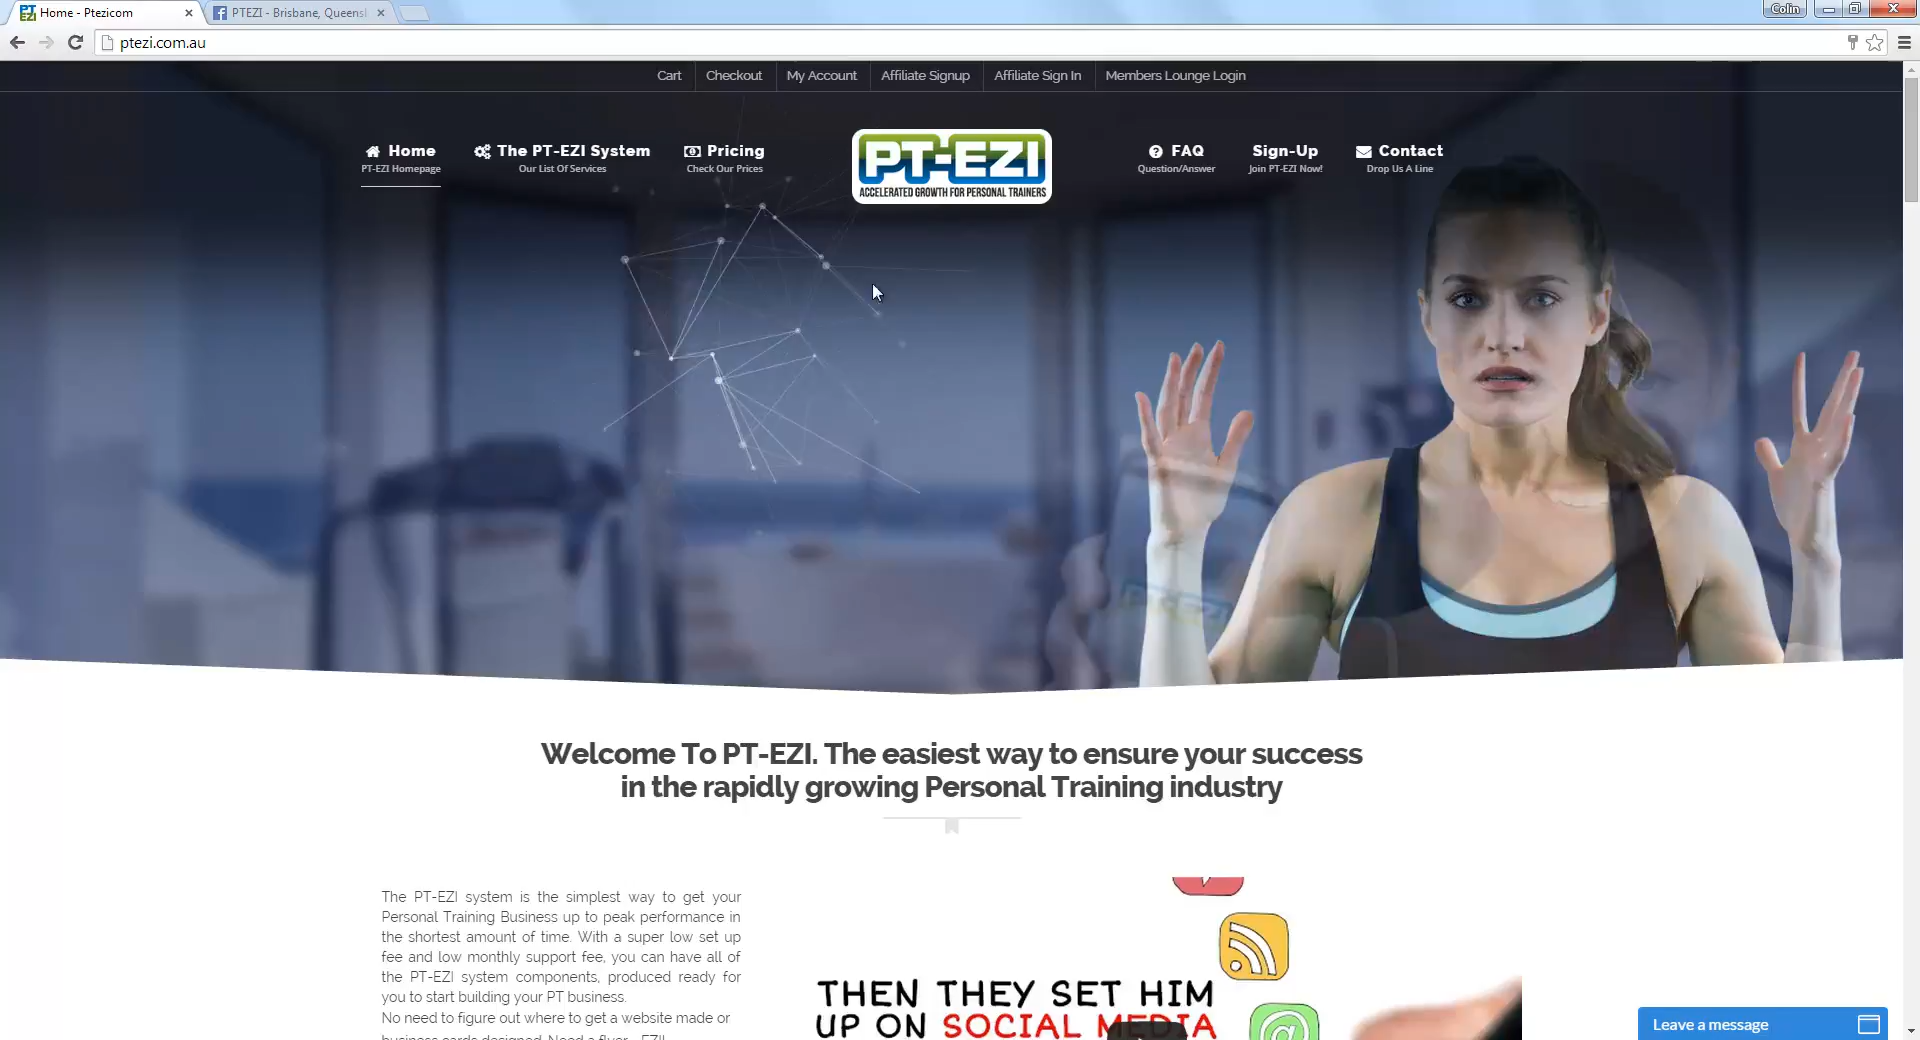 Home - Ptezicom
PTEZI - Brisbane, Queensl
Colin
ptezi.com.au
Cart
Checkout
My Account
Affiliate Signup
Affiliate Sign In
Members Lounge Login
Home
PT-EZI Homepage
The PT-EZI System
Our List Of Services
Pricing
Check Our Prices
PT-EZI
ACCELERATED GROWTH FOR PERSONAL TRAINERS
FAQ
Question/Answer
Sign-Up
Join PT-EZI Now!
Contact
Drop Us A Line
Welcome To PT-EZI. The easiest way to ensure your success
in the rapidly growing Personal Training industry
The PT-EZI system is the simplest way to get your
Personal Training Business up to peak performance in
the shortest amount of time. With a super low set up
fee and low monthly support fee, you can have all of
the PT-EZI system components, produced ready for
you to start building your PT business.
No need to figure out where to get a website made or
business cards designed. Need a flyer - EZI!
THEN THEY SET HIM
UP ON SOCIAL MEDIA
Leave a message